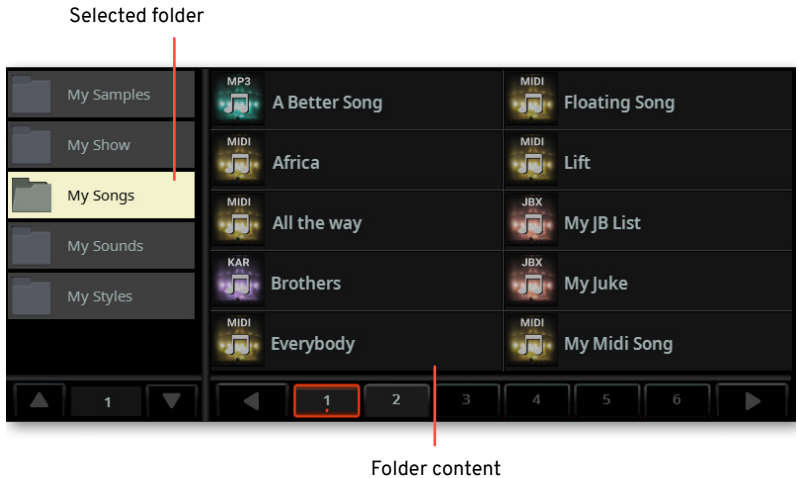 Selected folder
My Samples
My Show
My Songs
My Sounds
My Styles
1
MP3
A Better Song
MIDI
Africa
MIDI
All the way
KAR
Brothers
MIDI
Everybody
MIDI
Floating Song
MIDI
Lift
JBX
My JB List
JBX
My Juke
MIDI
My Midi Song
1 2 3 4 5 6
Folder content